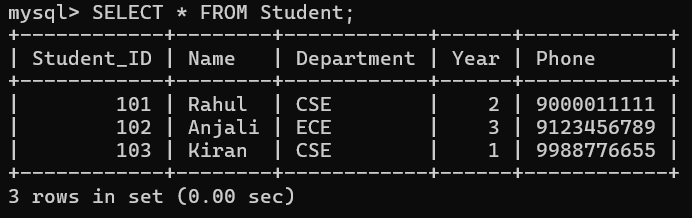 mysql> SELECT * FROM Student;
+------------+--------+------------+------+------------+
| Student_ID | Name   | Department | Year | Phone      |
+------------+--------+------------+------+------------+
|        101 | Rahul  | CSE        |    2 | 9000011111 |
|        102 | Anjali | ECE        |    3 | 9123456789 |
|        103 | Kiran  | CSE        |    1 | 9988776655 |
+------------+--------+------------+------+------------+
3 rows in set (0.00 sec)